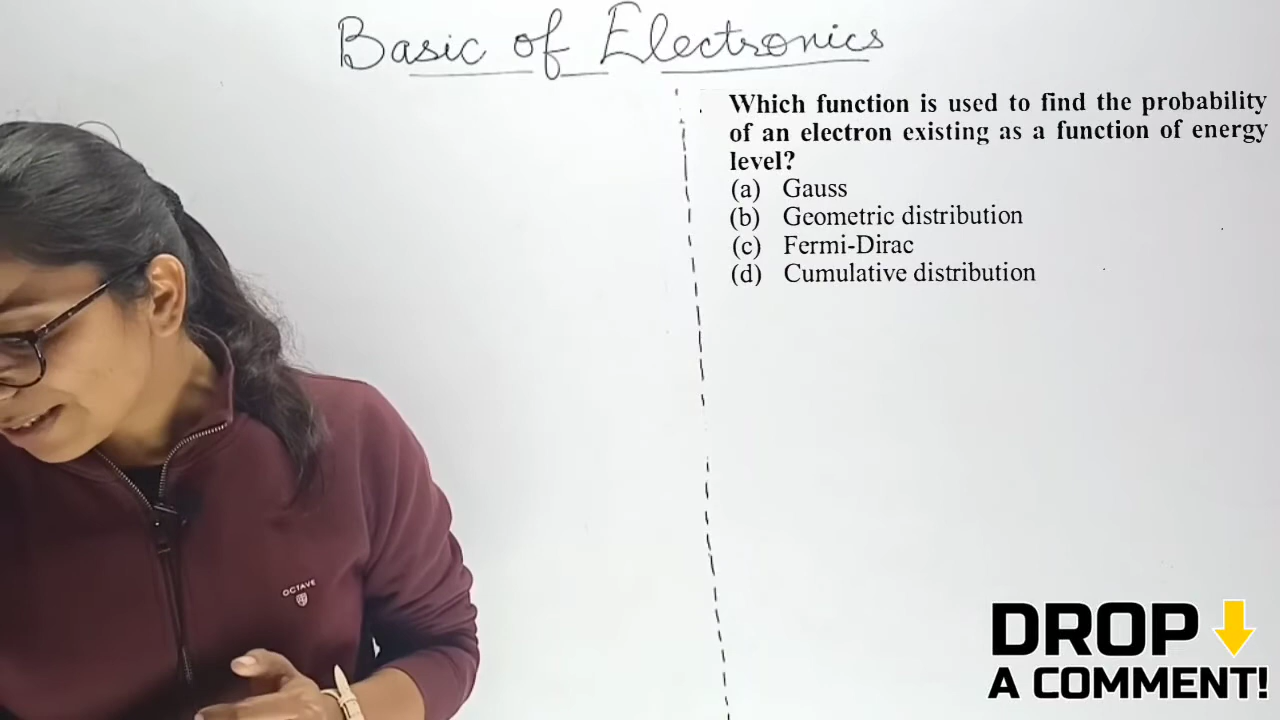 Basic of Electronics
Which function is used to find the probability
of an electron existing as a function of energy
level?
(a) Gauss
(b) Geometric distribution
(c) Fermi-Dirac
(d) Cumulative distribution
OCTAVE
DROP
A COMMENT!